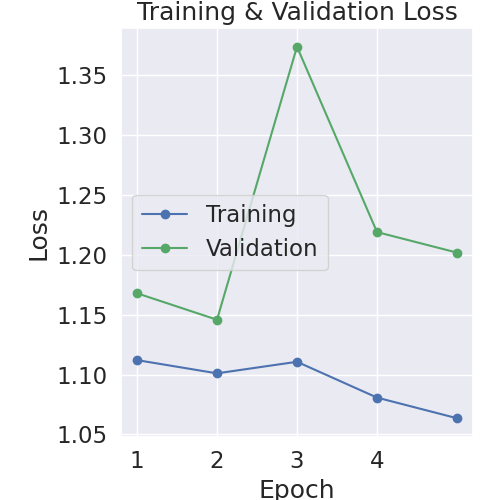 Training & Validation Loss
Loss
1.35
1.30
1.25
1.20
1.15
1.10
1.05
Training
Validation
1 2 3 4
Epoch